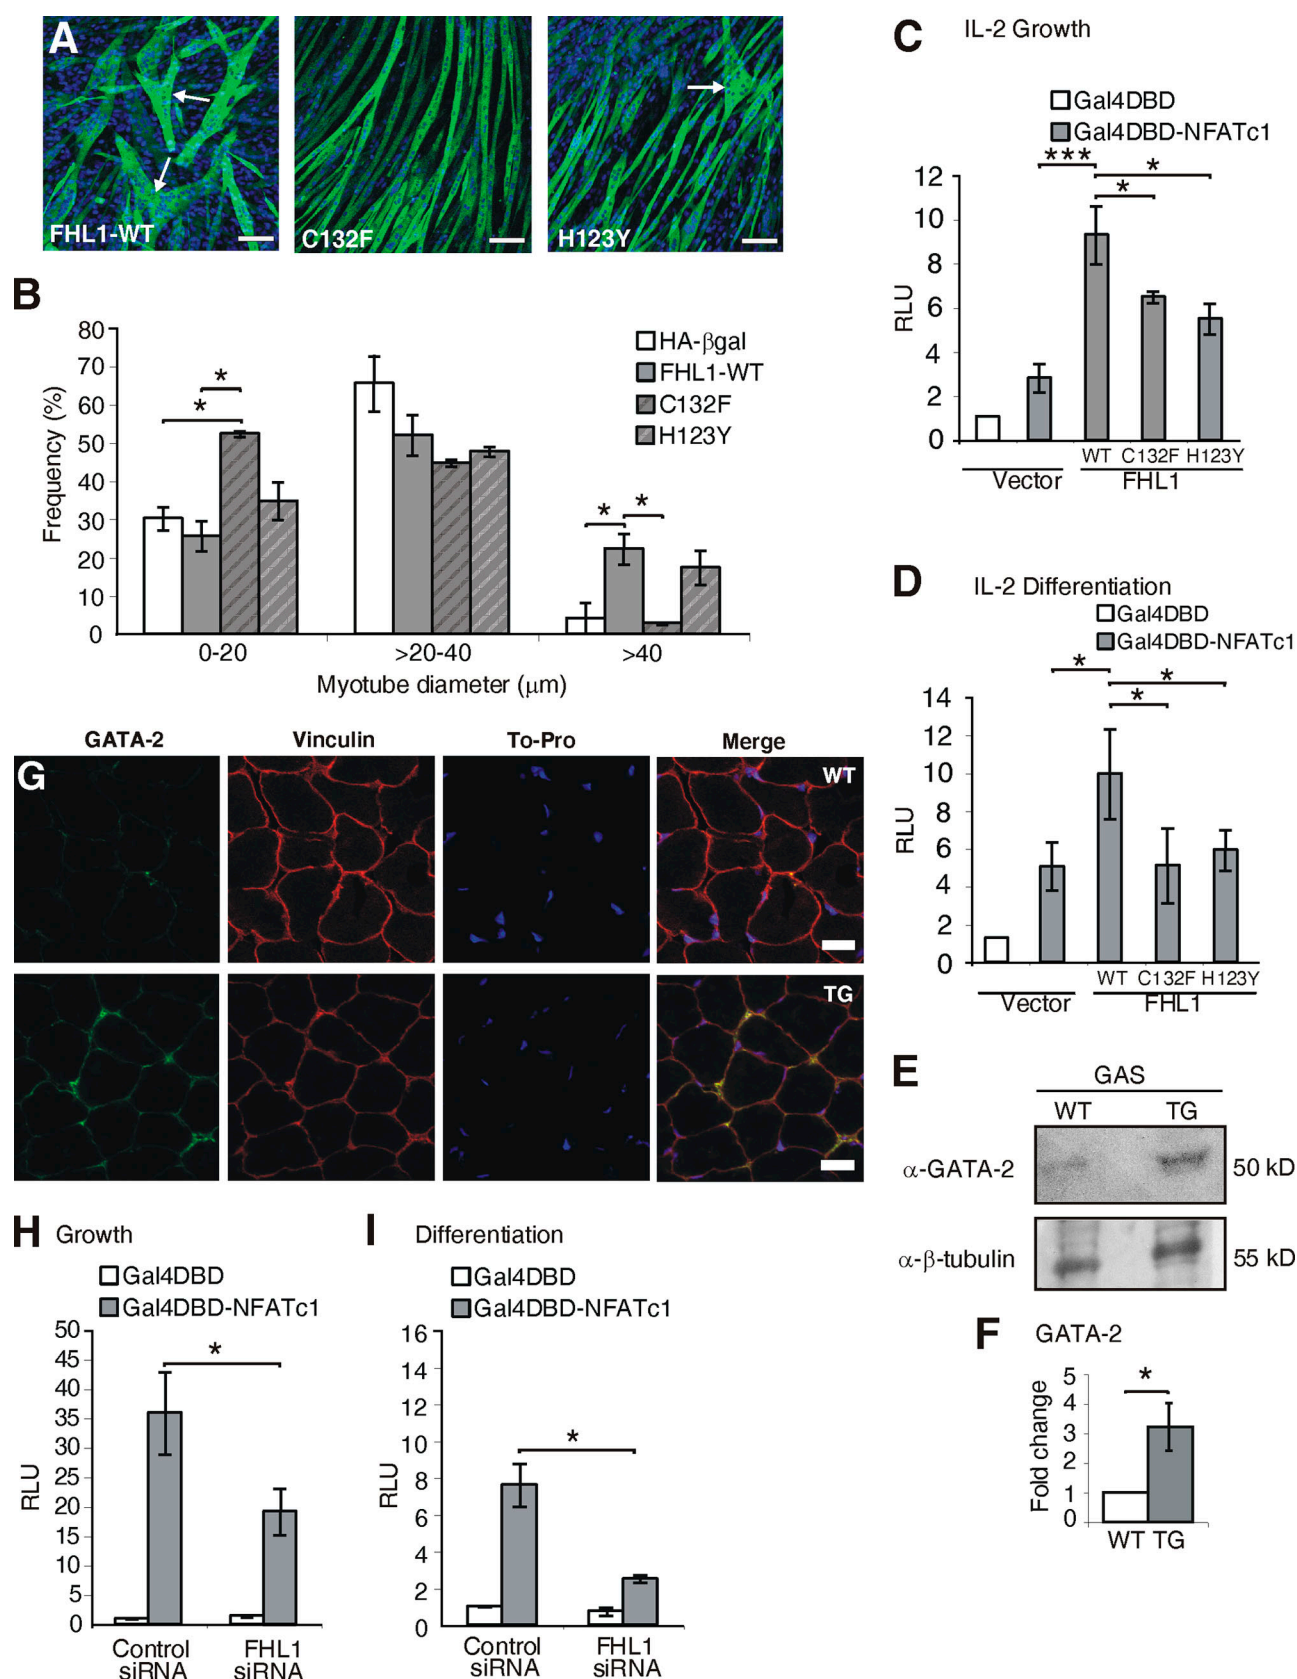 A
FHL1-WT
C132F
H123Y
B
Frequency (%)
80
70
60
50
40
30
20
10
0
HA-βgal
FHL1-WT
C132F
H123Y
*
*
*
*
0-20
>20-40
>40
Myotube diameter (μm)
C
IL-2 Growth
Gal4DBD
Gal4DBD-NFATc1
***
*
*
RLU
12
10
8
6
4
2
0
WT C132F H123Y
Vector
FHL1
D
IL-2 Differentiation
Gal4DBD
Gal4DBD-NFATc1
*
*
*
RLU
14
12
10
8
6
4
2
0
WT C132F H123Y
Vector
FHL1
E
GAS
WT TG
α-GATA-2
50 kD
α-β-tubulin
55 kD
F
GATA-2
Fold change
5
4
3
2
1
0
*
WT TG
G
GATA-2 Vinculin To-Pro Merge
WT
TG
H
Growth
Gal4DBD
Gal4DBD-NFATc1
RLU
50
45
40
35
30
25
20
15
10
5
0
*
Control
siRNA
FHL1
siRNA
I
Differentiation
Gal4DBD
Gal4DBD-NFATc1
RLU
16
14
12
10
8
6
4
2
0
*
Control
siRNA
FHL1
siRNA